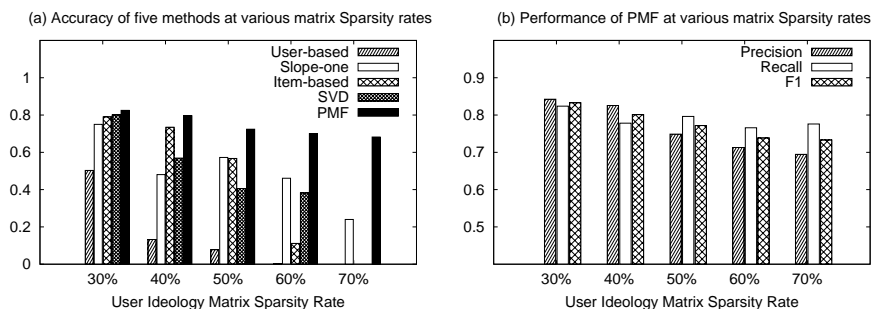 (a) Accuracy of five methods at various matrix Sparsity rates
User-based
Slope-one
Item-based
SVD
PMF
1
0.8
0.6
0.4
0.2
0
30% 40% 50% 60% 70%
User Ideology Matrix Sparsity Rate
(b) Performance of PMF at various matrix Sparsity rates
Precision
Recall
F1
0.9
0.8
0.7
0.6
0.5
30% 40% 50% 60% 70%
User Ideology Matrix Sparsity Rate